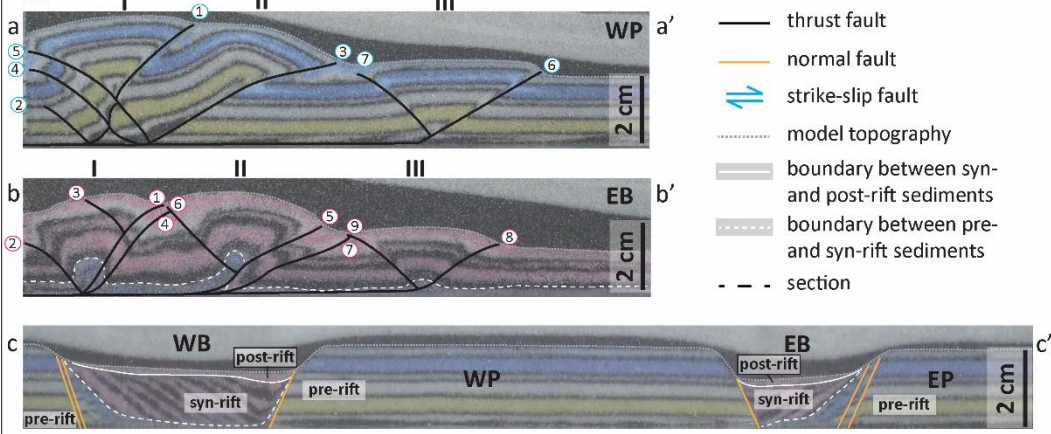 I II III
a WP a'
1
5
4
2
3
7
6
2 cm
I II III
b EB b'
3
1
6
4
2
5
9
7
8
2 cm
c WB EB c'
post-rift
post-rift
WP
EP
pre-rift
syn-rift
pre-rift
syn-rift
pre-rift
2 cm
thrust fault
normal fault
strike-slip fault
model topography
boundary between syn-
and post-rift sediments
boundary between pre-
and syn-rift sediments
section